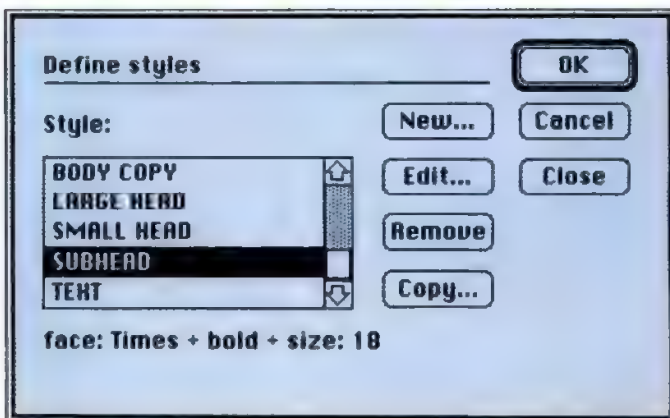 Define styles
OK
Style:
New...
Cancel
BODY COPY
Edit...
Close
LARGE HEAD
SMALL HEAD
Remove
SUBHEAD
TEXT
Copy...
face: Times + bold + size: 18